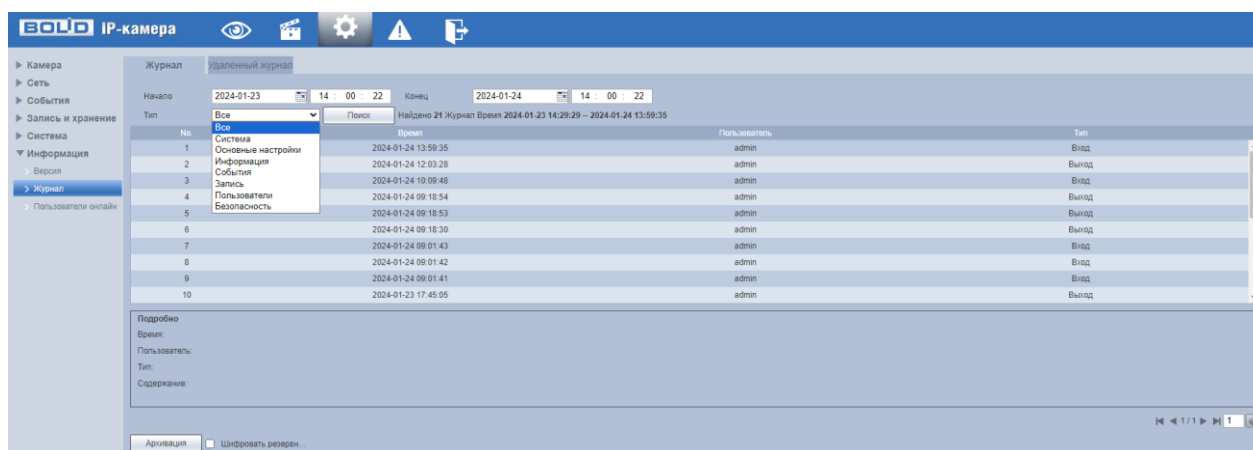 BOLID IP-камера
Камера
Сеть
События
Запись и хранение
Система
Информация
Версия
Журнал
Пользователи онлайн
Журнал Удаленный журнал
Начало 2024-01-23 14 : 00 : 22 Конец 2024-01-24 14 : 00 : 22
Тип Все Поиск Найдено 21 Журнал Время 2024-01-23 14:29:29 -- 2024-01-24 13:59:35
Все
Система
Основные настройки
Информация
События
Запись
Пользователи
Безопасность
No. Время Пользователь Тип
1 2024-01-24 13:59:35 admin Вход
2 2024-01-24 12:03:28 admin Выход
3 2024-01-24 10:09:48 admin Вход
4 2024-01-24 09:18:54 admin Выход
5 2024-01-24 09:18:53 admin Выход
6 2024-01-24 09:18:30 admin Выход
7 2024-01-24 09:01:43 admin Вход
8 2024-01-24 09:01:42 admin Вход
9 2024-01-24 09:01:41 admin Вход
10 2024-01-23 17:45:05 admin Выход
Подробно
Время:
Пользователь:
Тип:
Содержание:
1 / 1 1
Архивация Шифровать резерви...